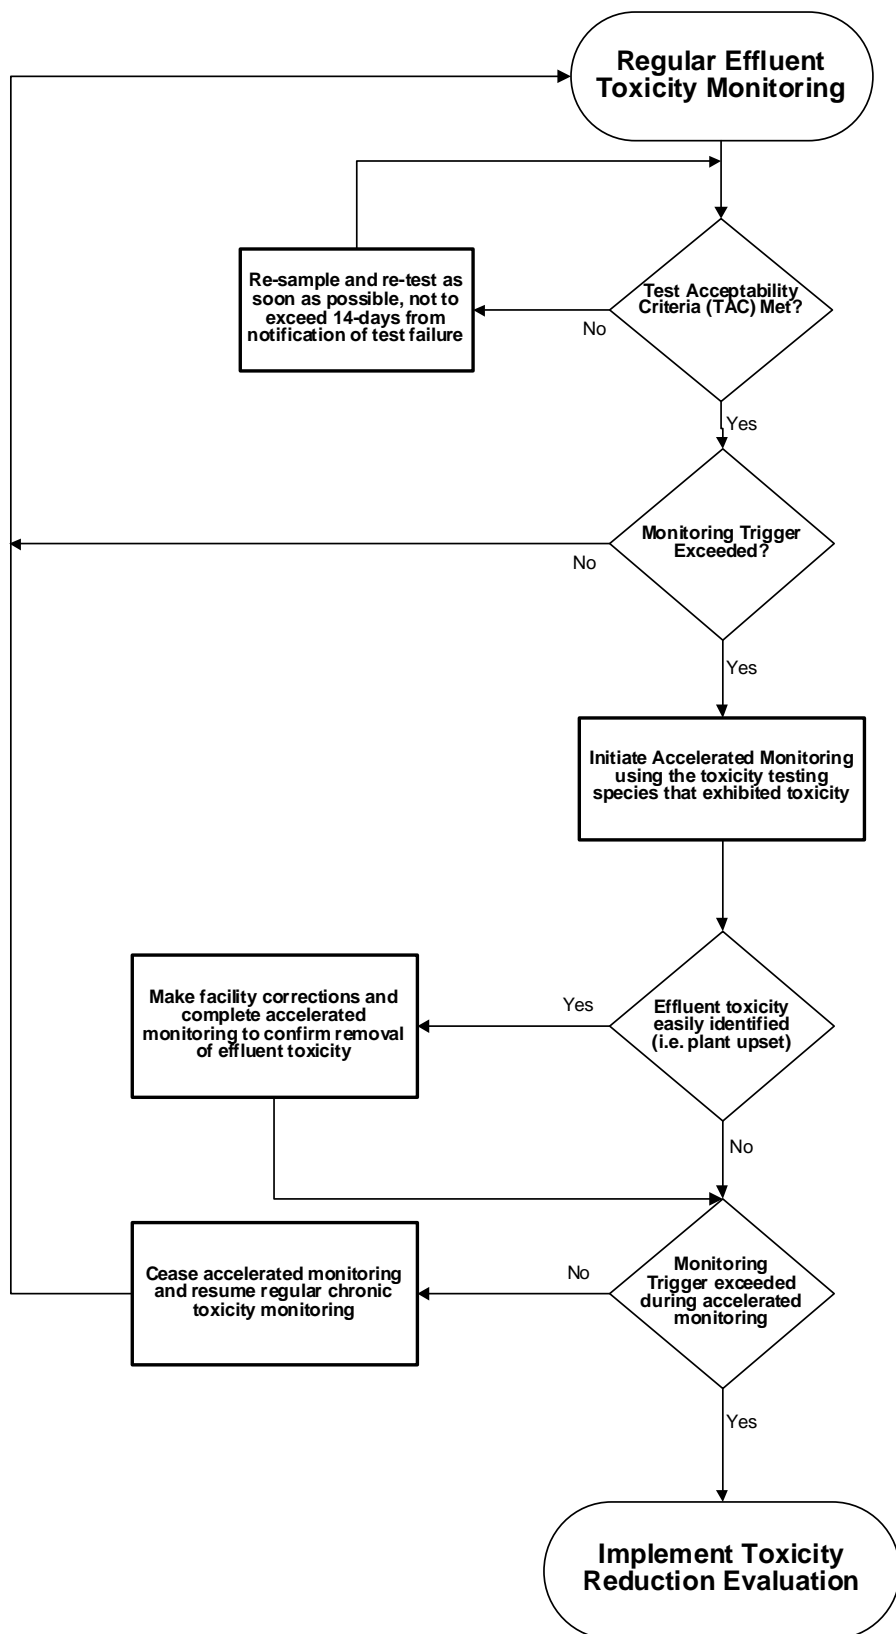 Regular Effluent
Toxicity Monitoring
Re-sample and re-test as
soon as possible, not to
exceed 14-days from
notification of test failure
Test Acceptability
Criteria (TAC) Met?
No
Yes
Monitoring Trigger
Exceeded?
No
Yes
Initiate Accelerated Monitoring
using the toxicity testing
species that exhibited toxicity
Make facility corrections and
complete accelerated
monitoring to confirm removal
of effluent toxicity
Yes
Effluent toxicity
easily identified
(i.e. plant upset)
No
Cease accelerated monitoring
and resume regular chronic
toxicity monitoring
No
Monitoring
Trigger exceeded
during accelerated
monitoring
Yes
Implement Toxicity
Reduction Evaluation